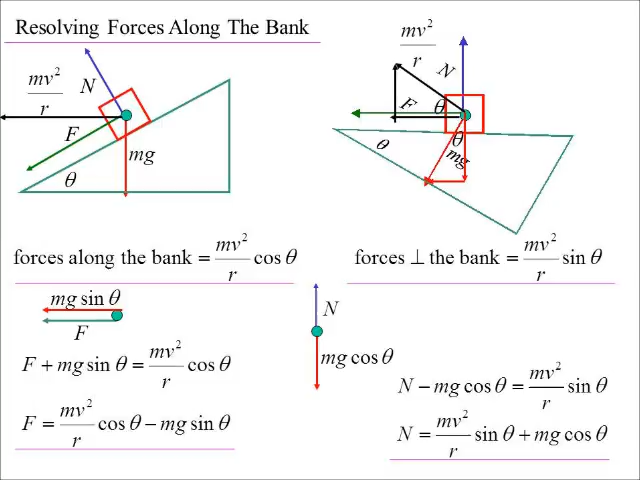 Resolving Forces Along The Bank
mv²/r
N
F
mg
θ
mv²/r
N
F
θ
θ
mg
θ
forces along the bank = mv²/r cos θ
mg sin θ
F
F + mg sin θ = mv²/r cos θ
F = mv²/r cos θ − mg sin θ
forces ⊥ the bank = mv²/r sin θ
N
mg cos θ
N − mg cos θ = mv²/r sin θ
N = mv²/r sin θ + mg cos θ